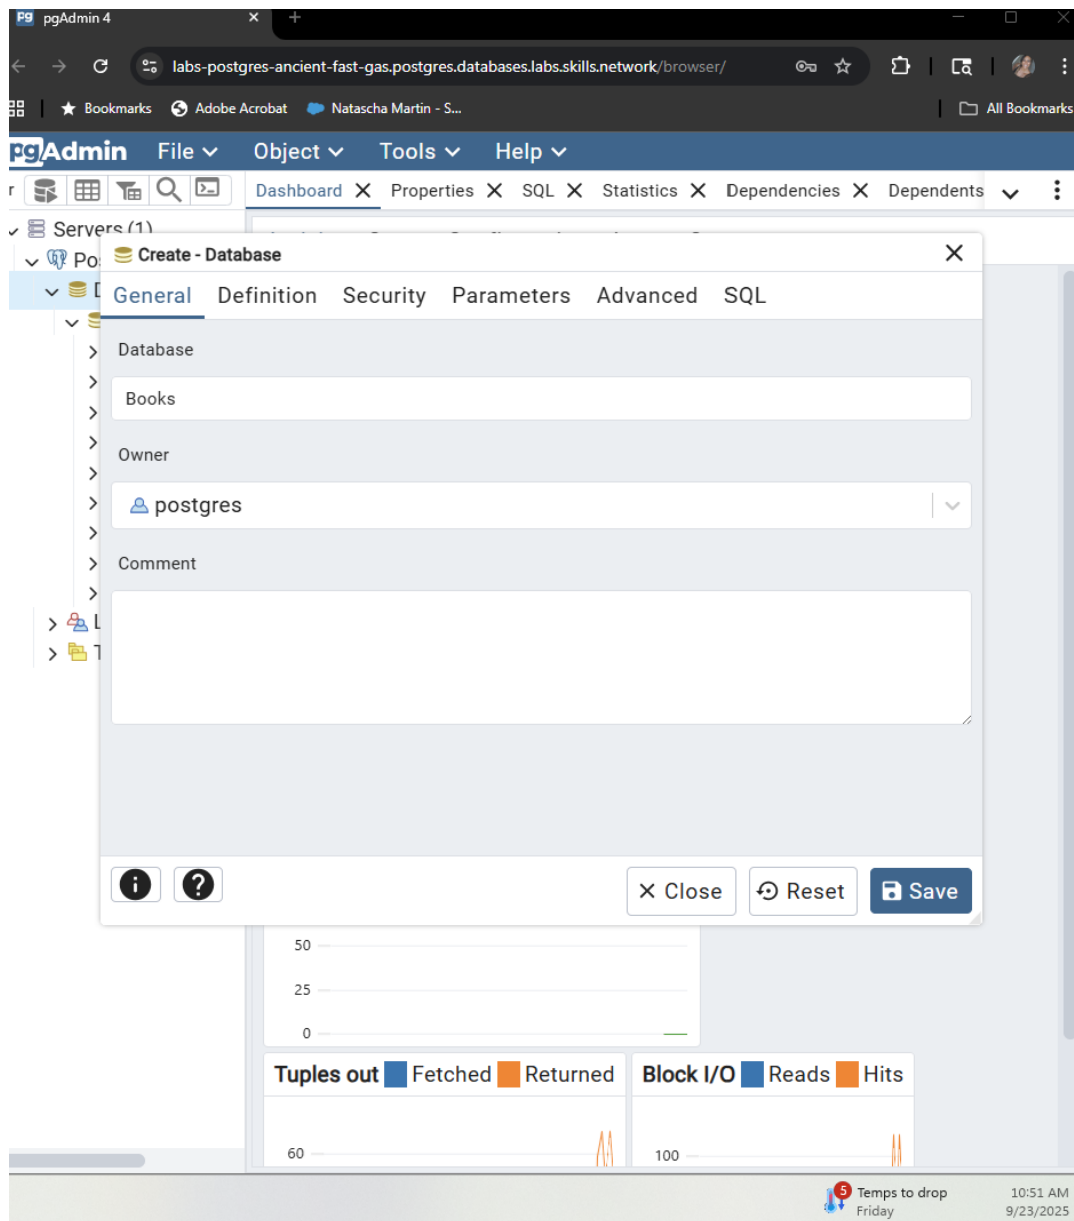 pgAdmin 4
labs-postgres-ancient-fast-gas.postgres.databases.labs.skills.network/browser/
Bookmarks Adobe Acrobat Natascha Martin - S... All Bookmarks
pgAdmin File Object Tools Help
r Dashboard Properties SQL Statistics Dependencies Dependents
Servers (1)
Pos
Create - Database
General Definition Security Parameters Advanced SQL
Database
Books
Owner
postgres
Comment
L
T
Close Reset Save
50
25
0
Tuples out Fetched Returned Block I/O Reads Hits
60
100
5 Temps to drop 10:51 AM
Friday 9/23/2025